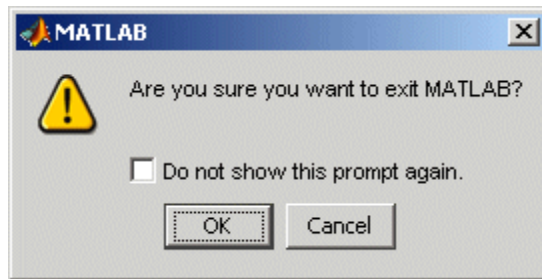 MATLAB
Are you sure you want to exit MATLAB?
Do not show this prompt again.
OK
Cancel